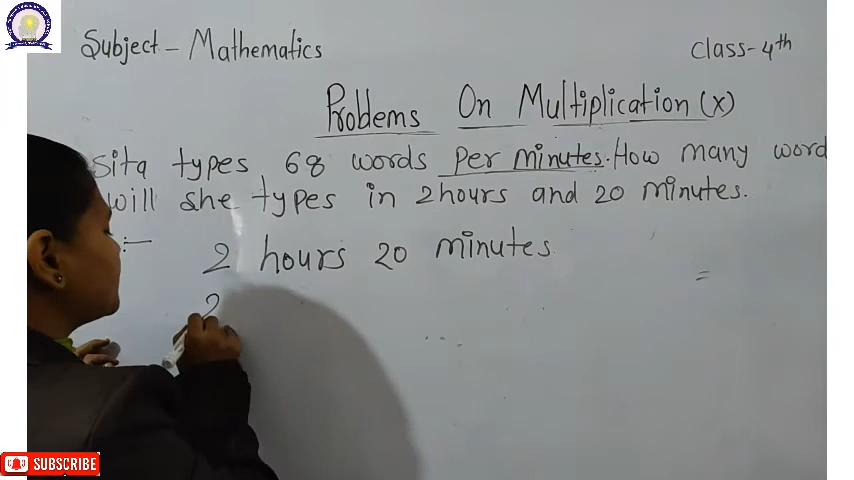 Subject - Mathematics
Class-4th
Problems On Multiplication (x)
sita types 68 words per minutes. How many word
will she types in 2 hours and 20 minutes.
:-
2 hours 20 minutes
=
2
SUBSCRIBE